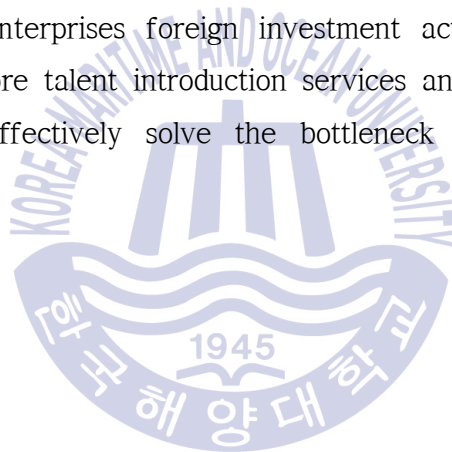 enterprises foreign investment ac
ore talent introduction services an
ffectively solve the bottleneck
KOREA MARITIME AND OCEAN UNIVERSITY
1945
한국해양대학교